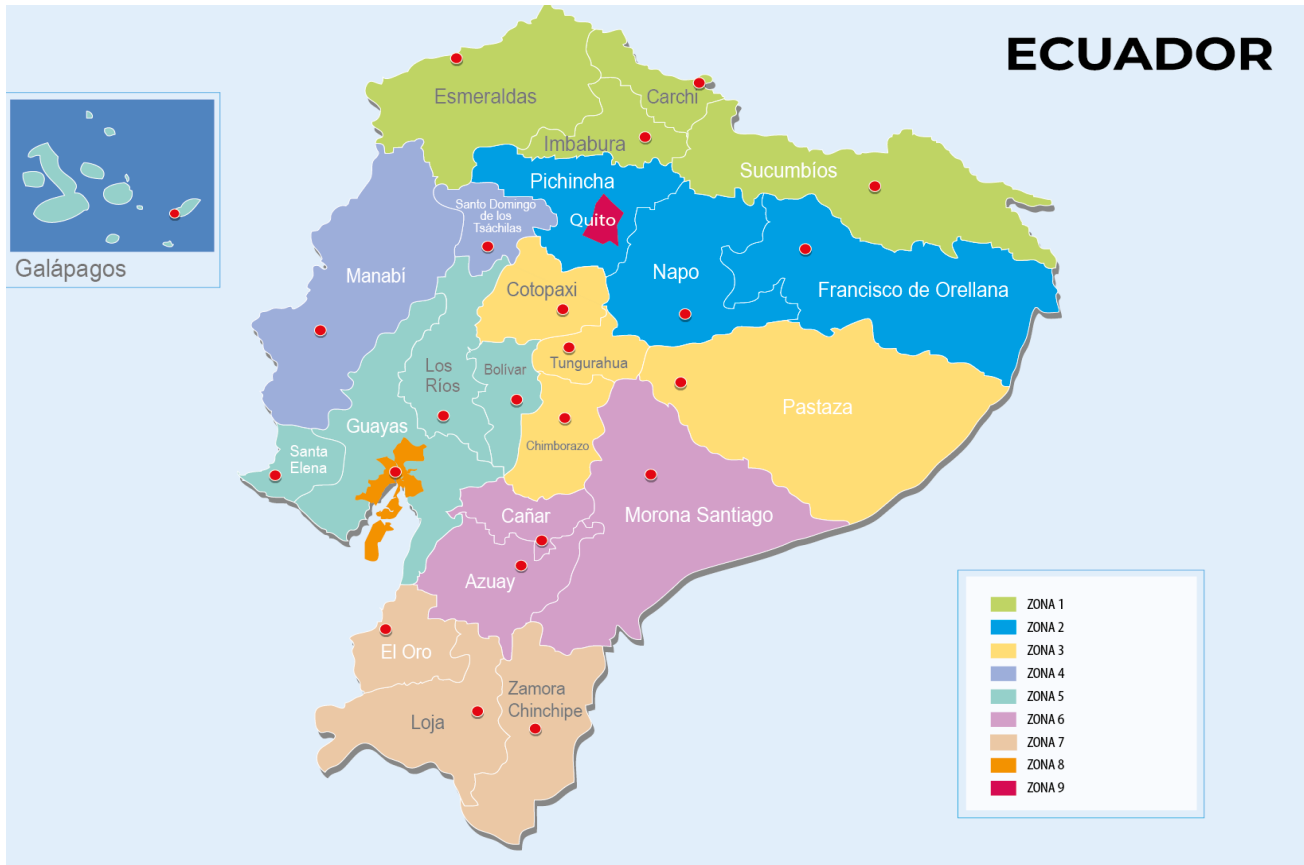 ECUADOR
Esmeraldas
Carchi
Imbabura
Sucumbíos
Pichincha
Santo Domingo
de los
Tsáchilas
Quito
Galápagos
Manabí
Napo
Cotopaxi
Francisco de Orellana
Los
Ríos
Bolívar
Tungurahua
Pastaza
Guayas
Santa
Elena
Chimborazo
Cañar
Morona Santiago
Azuay
El Oro
Zamora
Chinchipe
Loja
ZONA 1
ZONA 2
ZONA 3
ZONA 4
ZONA 5
ZONA 6
ZONA 7
ZONA 8
ZONA 9